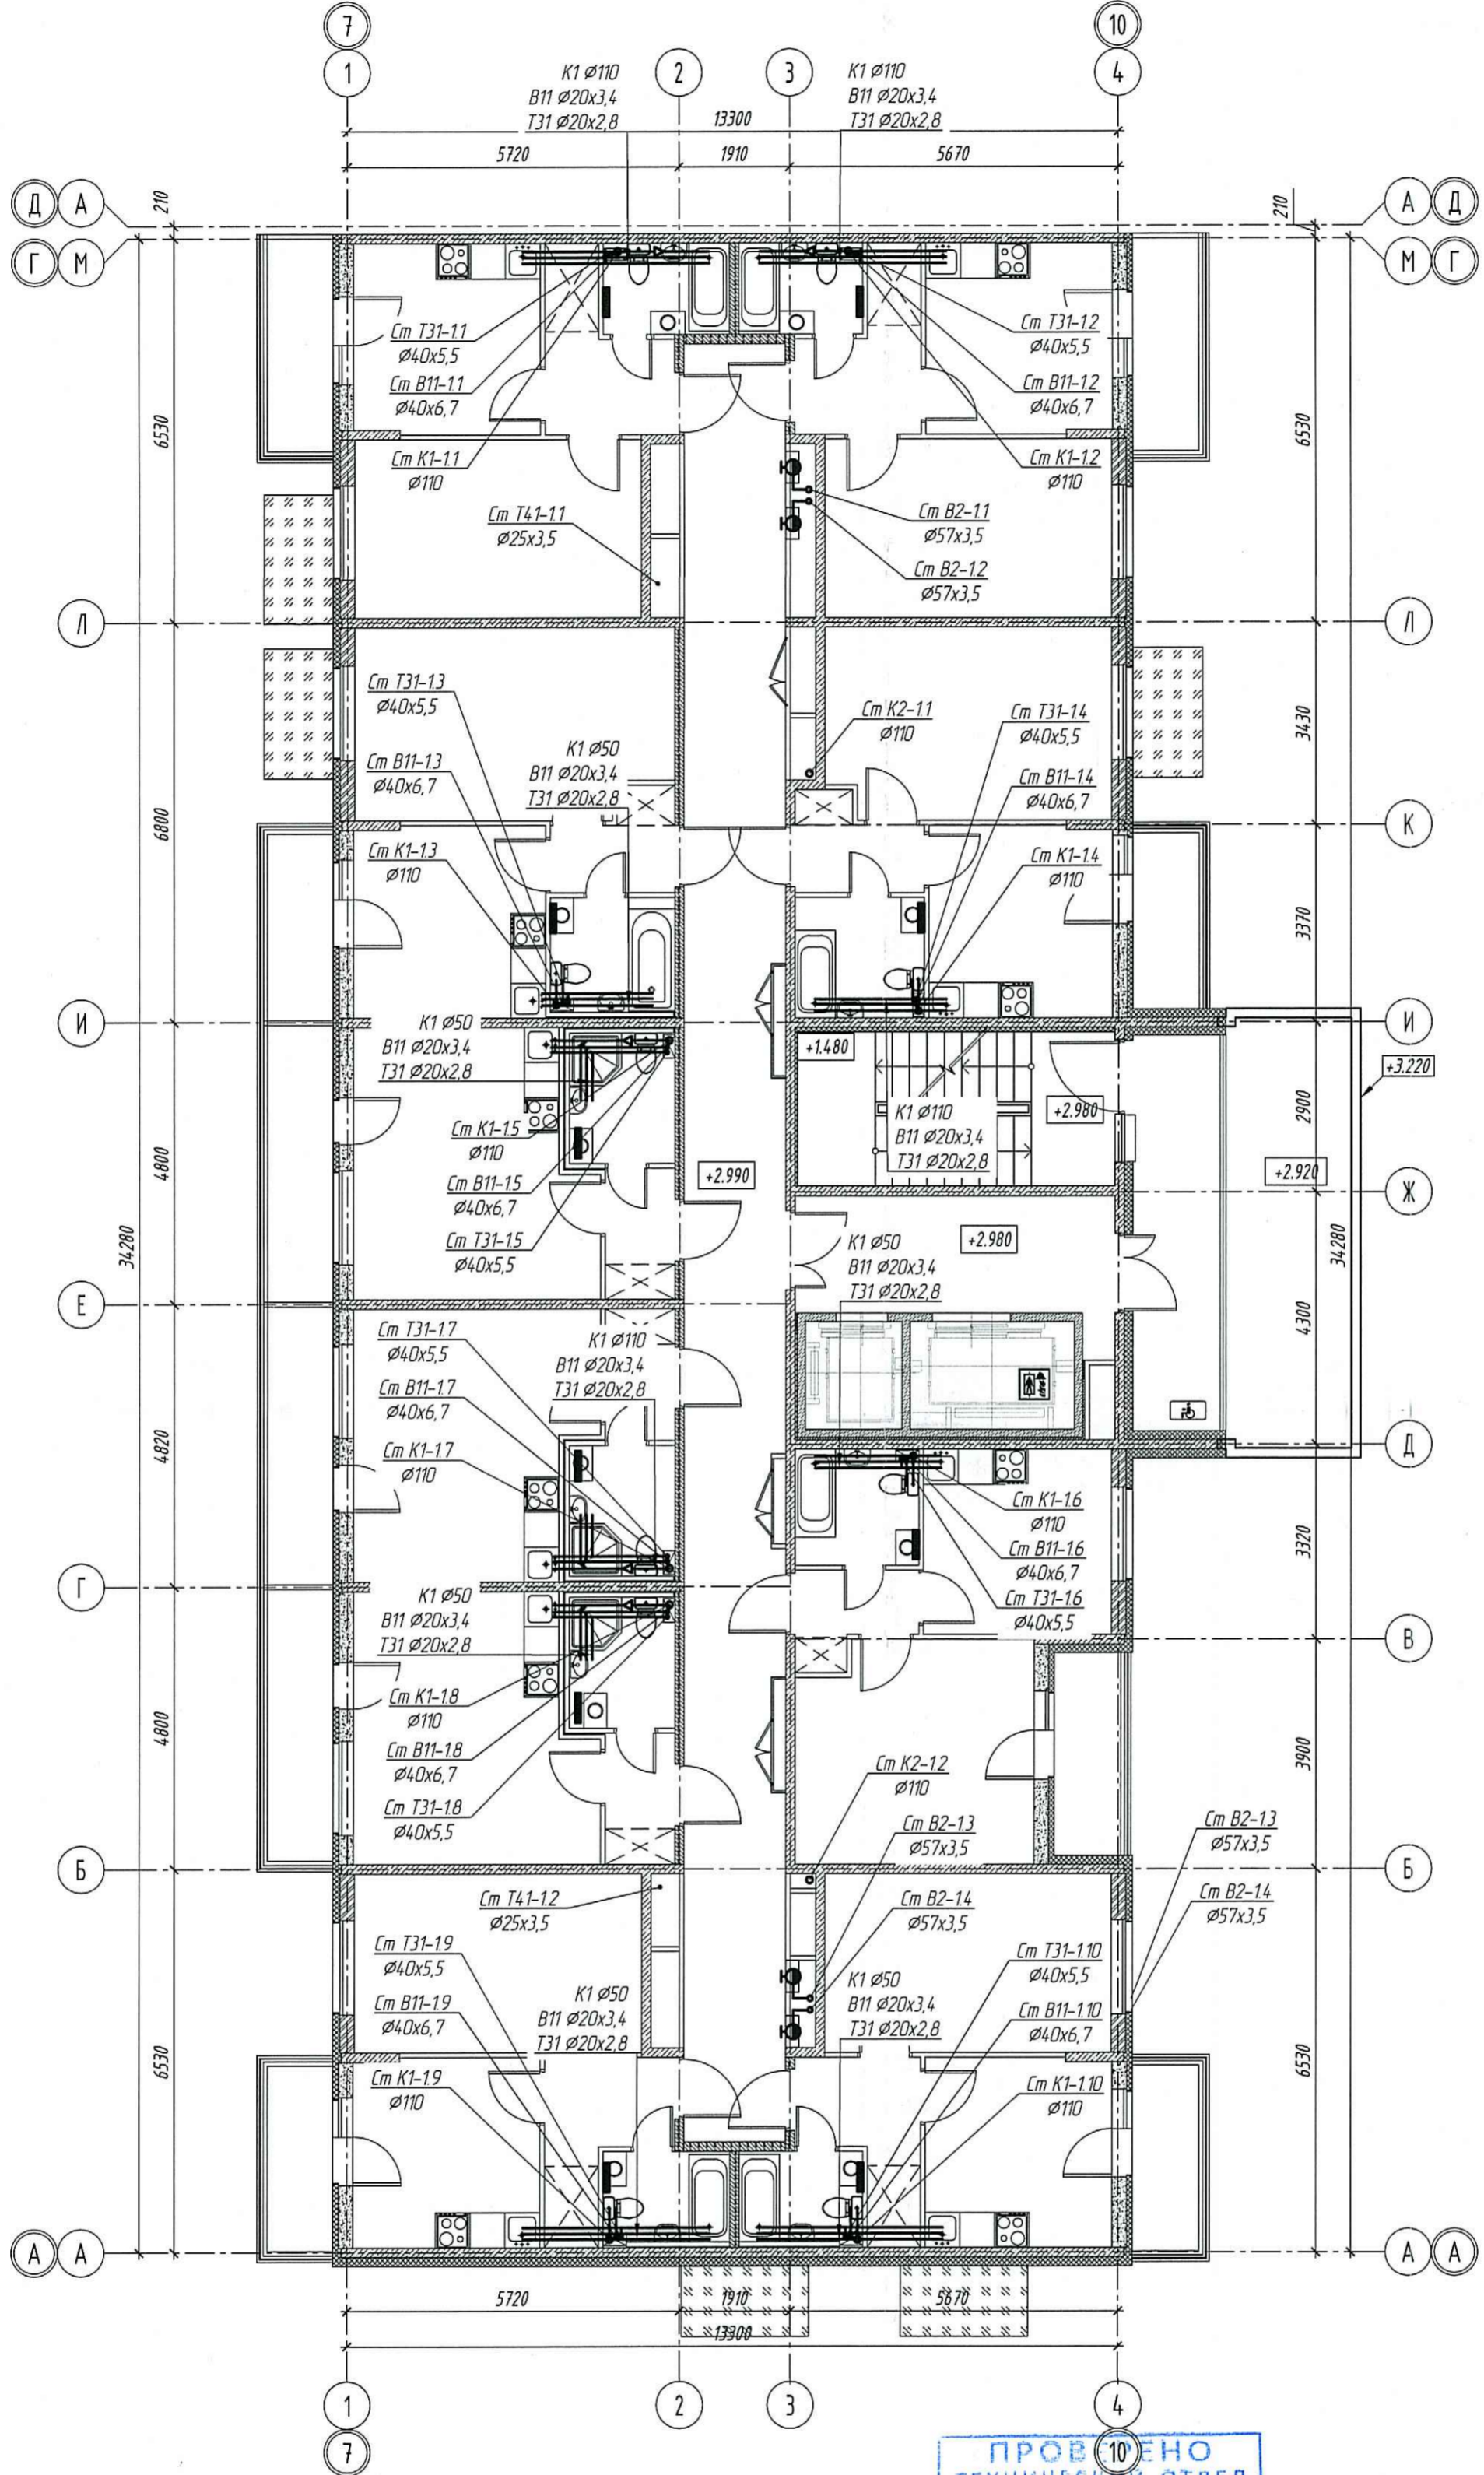 7
10
1
2
3
4
К1 Ø110
В11 Ø20х3,4
Т31 Ø20х2,8
К1 Ø110
В11 Ø20х3,4
Т31 Ø20х2,8
13300
5720
1910
5670
Д
А
210
210
А
Д
Г
М
М
Г
Ст Т31-1.1
Ø40х5,5
Ст В11-1.1
Ø40х6,7
Ст К1-1.1
Ø110
Ст Т31-1.2
Ø40х5,5
Ст В11-1.2
Ø40х6,7
Ст К1-1.2
Ø110
6530
6530
Ст Т41-1.1
Ø25х3,5
Ст В2-1.1
Ø57х3,5
Ст В2-1.2
Ø57х3,5
Л
Л
Ст Т31-1.3
Ø40х5,5
Ст В11-1.3
Ø40х6,7
К1 Ø50
В11 Ø20х3,4
Т31 Ø20х2,8
Ст К2-1.1
Ø110
Ст Т31-1.4
Ø40х5,5
Ст В11-1.4
Ø40х6,7
3430
6800
К
Ст К1-1.3
Ø110
Ст К1-1.4
Ø110
3370
И
И
К1 Ø50
В11 Ø20х3,4
Т31 Ø20х2,8
+1.480
+3.220
К1 Ø110
В11 Ø20х3,4
Т31 Ø20х2,8
+2.980
2900
Ст К1-1.5
Ø110
Ст В11-1.5
Ø40х6,7
Ст Т31-1.5
Ø40х5,5
4800
+2.990
+2.920
Ж
34280
34280
К1 Ø50
В11 Ø20х3,4
Т31 Ø20х2,8
+2.980
Е
4300
Ст Т31-1.7
Ø40х5,5
Ст В11-1.7
Ø40х6,7
Ст К1-1.7
Ø110
К1 Ø110
В11 Ø20х3,4
Т31 Ø20х2,8
4820
Д
Ст К1-1.6
Ø110
Ст В11-1.6
Ø40х6,7
Ст Т31-1.6
Ø40х5,5
3320
Г
К1 Ø50
В11 Ø20х3,4
Т31 Ø20х2,8
В
Ст К1-1.8
Ø110
Ст В11-1.8
Ø40х6,7
Ст Т31-1.8
Ø40х5,5
4800
Ст К2-1.2
Ø110
3900
Ст В2-1.3
Ø57х3,5
Ст В2-1.3
Ø57х3,5
Б
Б
Ст Т41-1.2
Ø25х3,5
Ст В2-1.4
Ø57х3,5
Ст В2-1.4
Ø57х3,5
Ст Т31-1.9
Ø40х5,5
Ст В11-1.9
Ø40х6,7
К1 Ø50
В11 Ø20х3,4
Т31 Ø20х2,8
К1 Ø50
В11 Ø20х3,4
Т31 Ø20х2,8
Ст Т31-1.10
Ø40х5,5
Ст В11-1.10
Ø40х6,7
6530
6530
Ст К1-1.9
Ø110
Ст К1-1.10
Ø110
А
А
А
А
5720
1910
5670
13300
1
2
3
4
7
10
ПРОВЕРЕНО
ОТДЕЛ